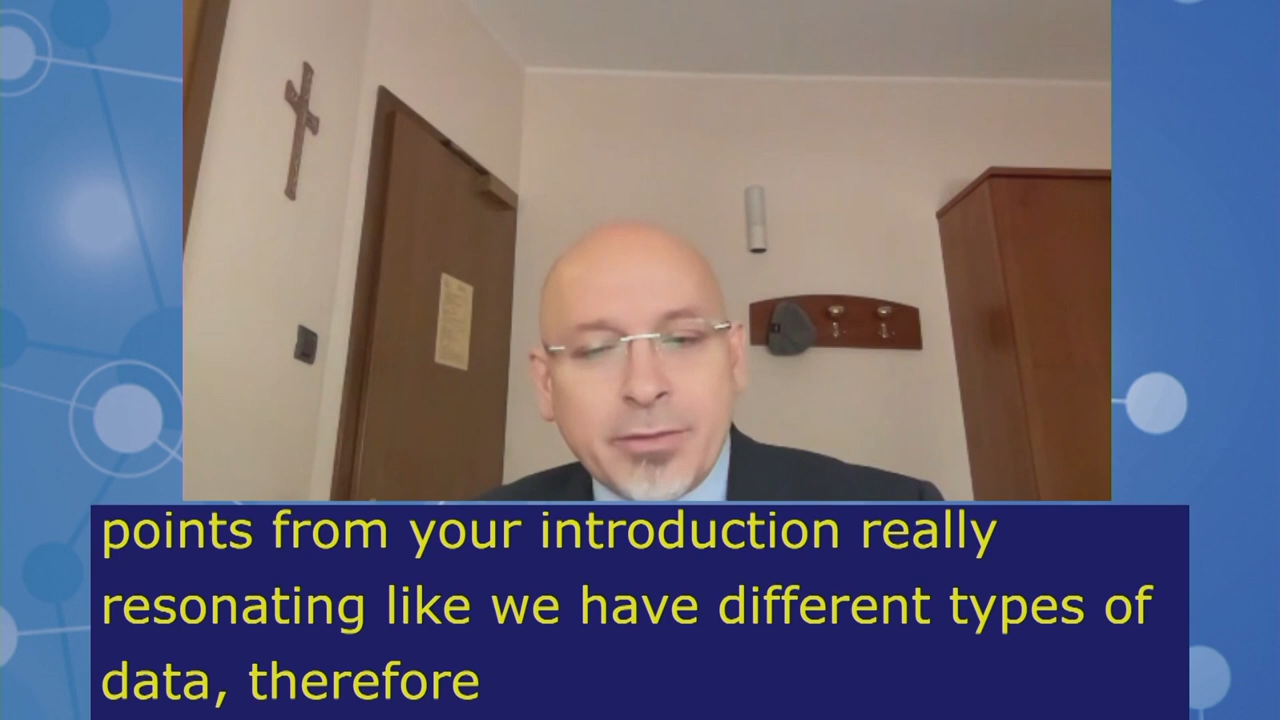 points from your introduction really
resonating like we have different types of
data, therefore